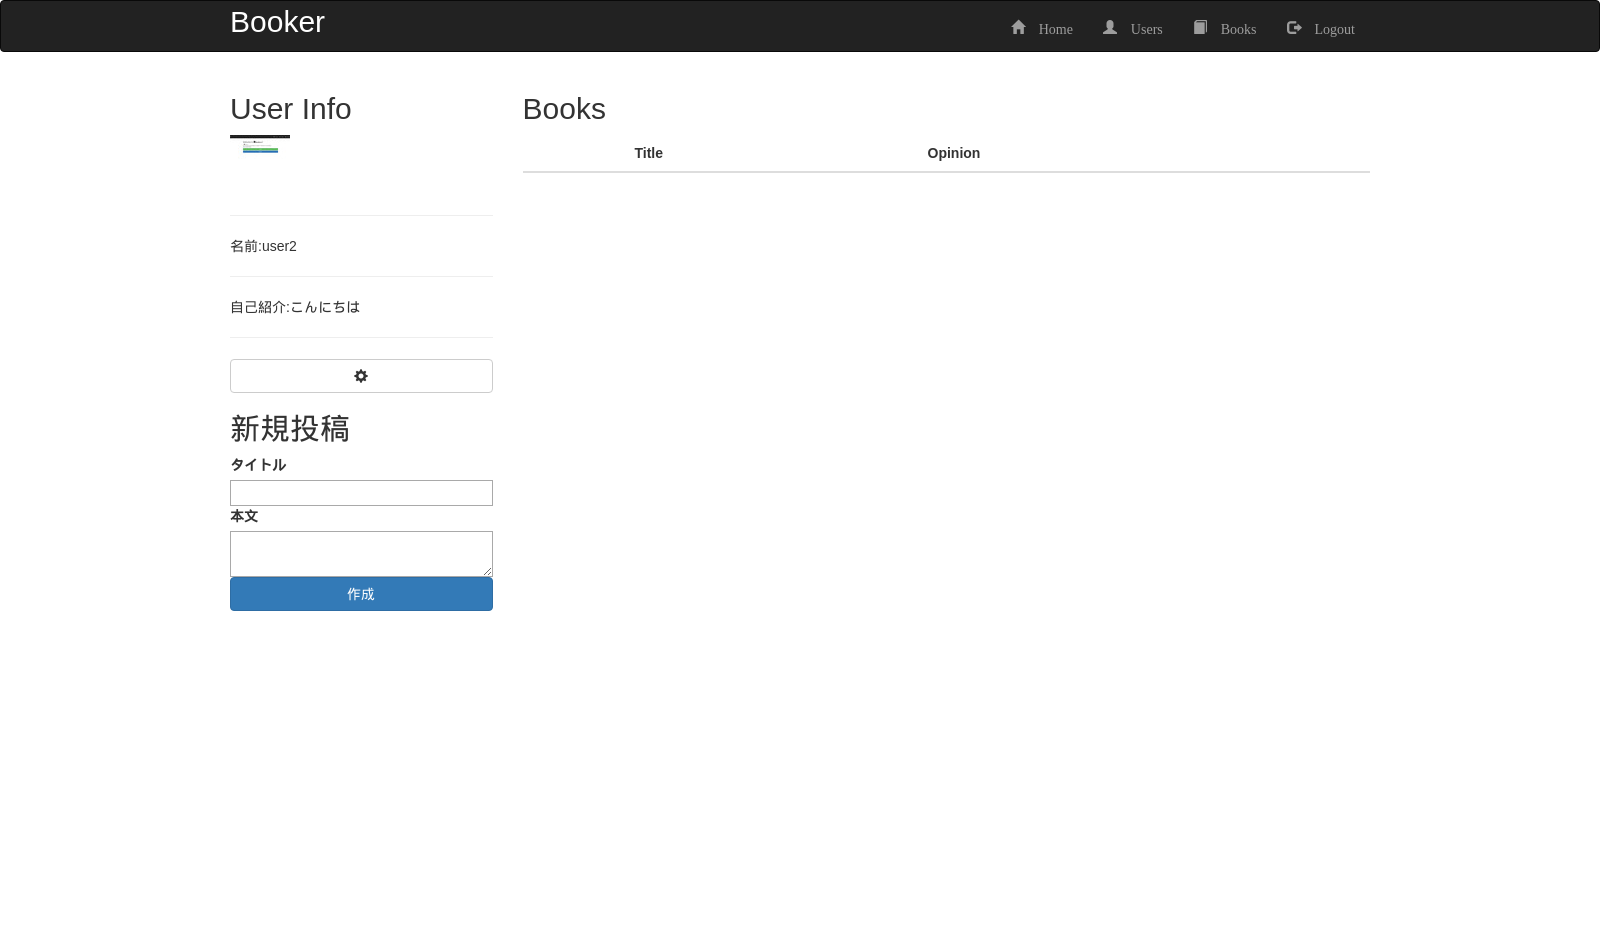 Booker
Home Users Books Logout
User Info
名前:user2
自己紹介:こんにちは
新規投稿
タイトル
本文
作成
Books
Title Opinion